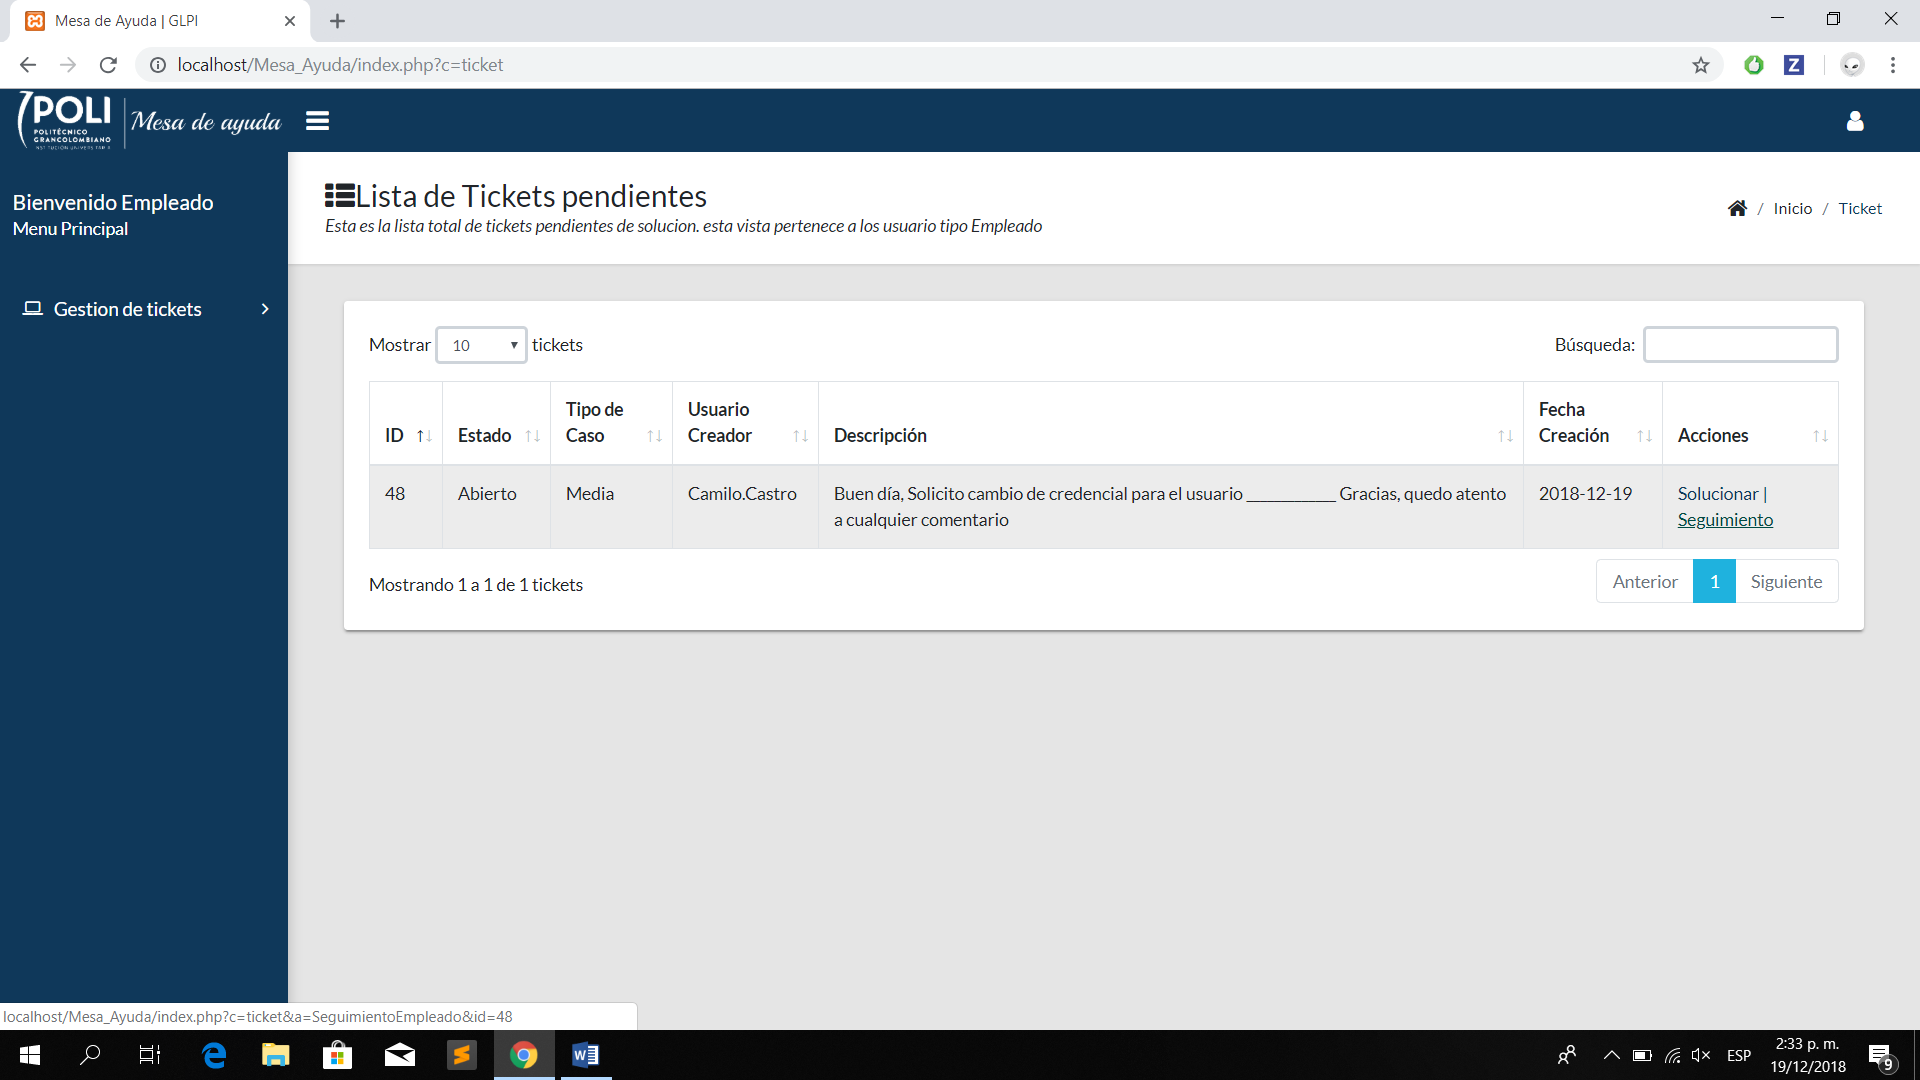 Mesa de Ayuda | GLPI
localhost/Mesa_Ayuda/index.php?c=ticket
POLI
POLITÉCNICO
GRANCOLOMBIANO
Mesa de ayuda
Bienvenido Empleado
Menu Principal
Gestion de tickets
Lista de Tickets pendientes
Esta es la lista total de tickets pendientes de solucion. esta vista pertenece a los usuario tipo Empleado
/ Inicio / Ticket
Mostrar 10 tickets
Búsqueda:
ID Estado Tipo de Caso Usuario Creador Descripción Fecha Creación Acciones
48 Abierto Media Camilo.Castro Buen día, Solicito cambio de credencial para el usuario ___________ Gracias, quedo atento 2018-12-19 Solucionar |
a cualquier comentario Seguimiento
Mostrando 1 a 1 de 1 tickets
Anterior 1 Siguiente
localhost/Mesa_Ayuda/index.php?c=ticket&a=SeguimientoEmpleado&id=48
ESP
2:33 p. m.
19/12/2018
9